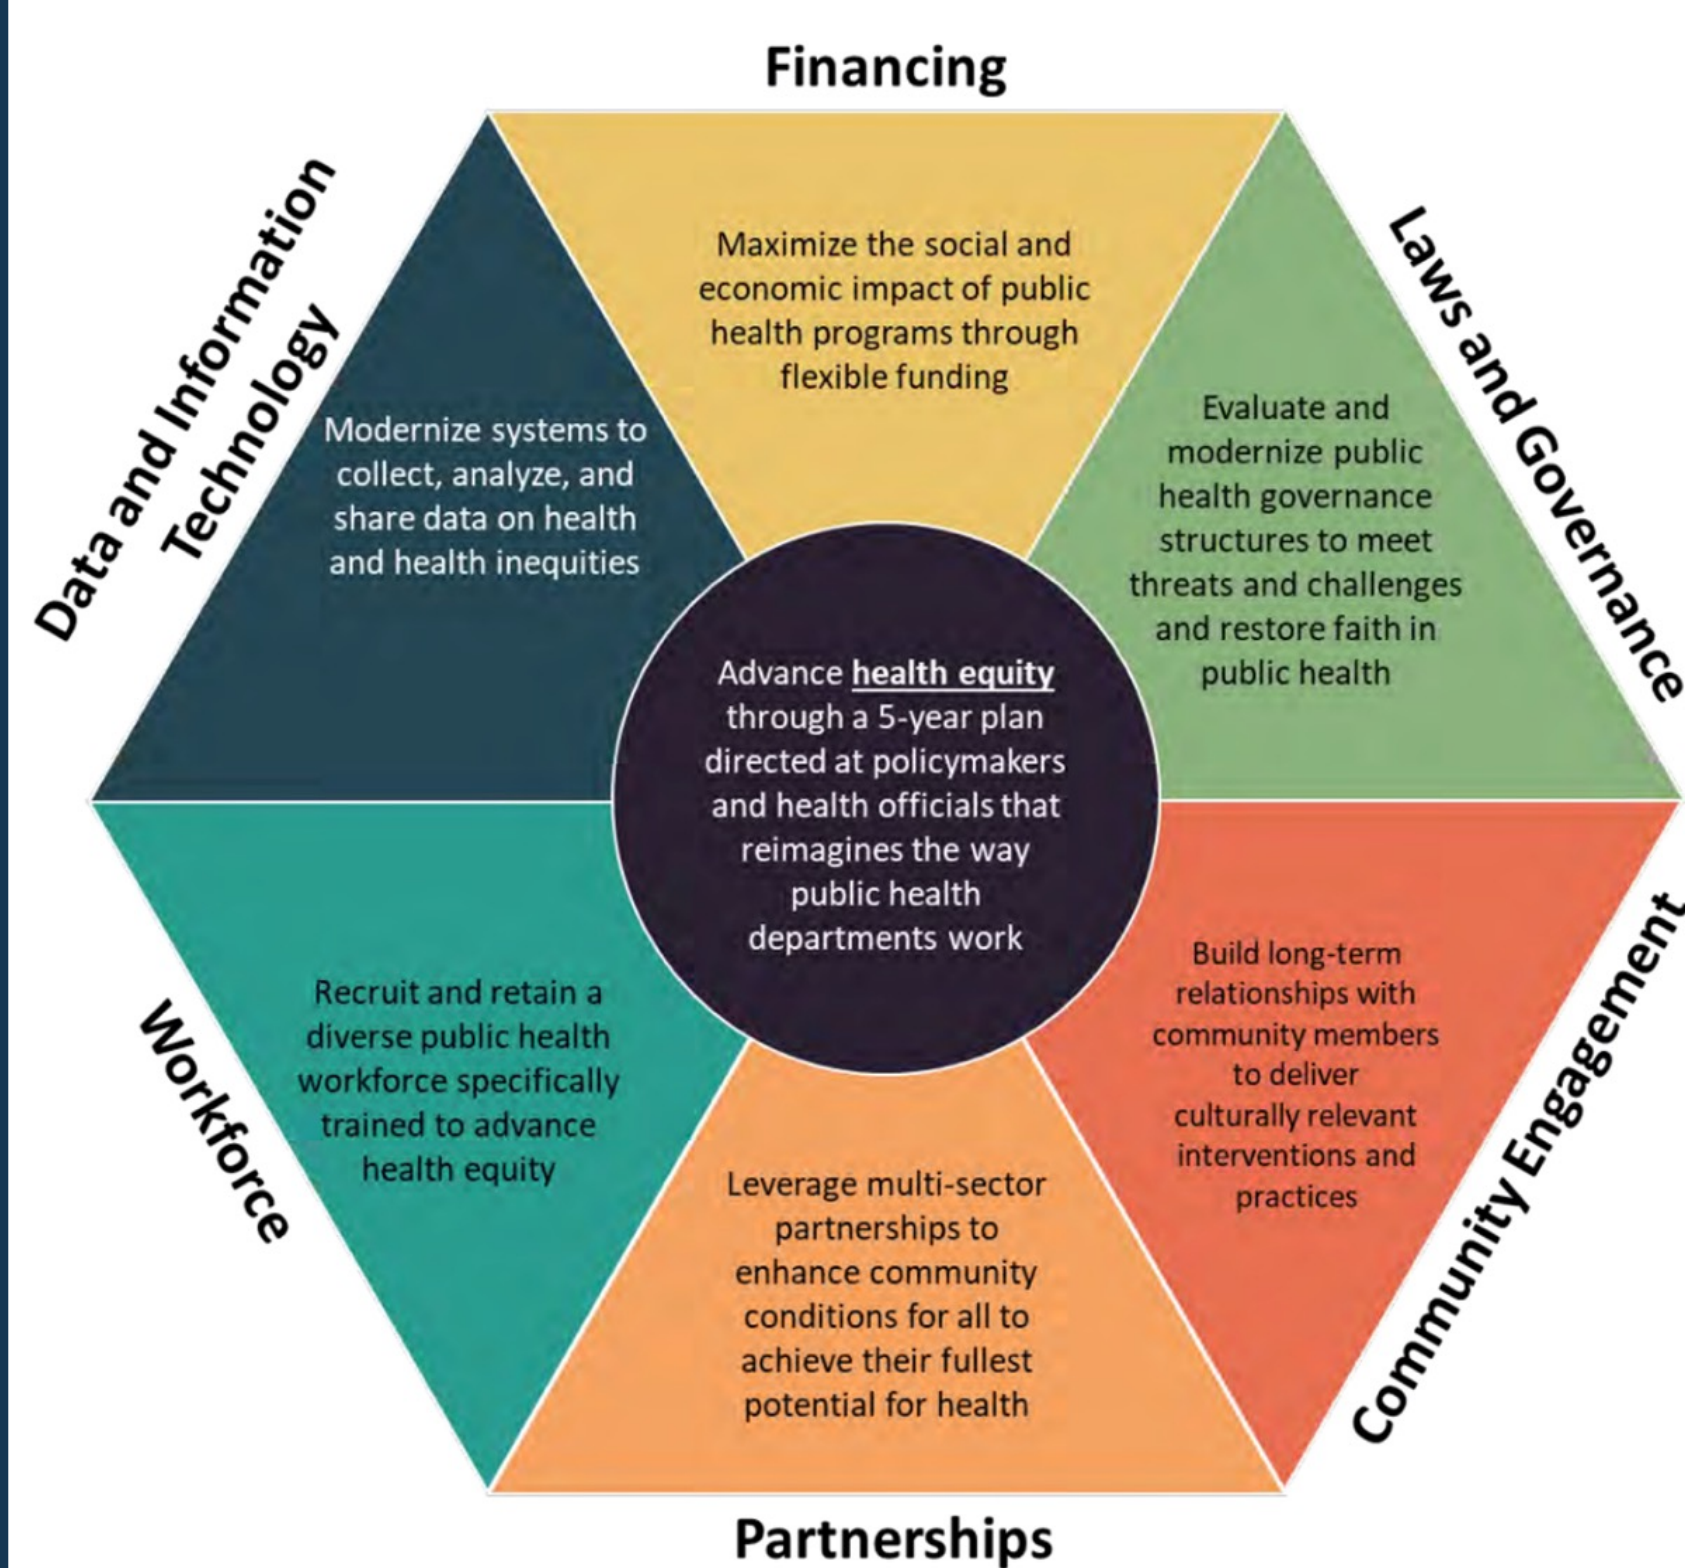 Financing
Maximize the social and
economic impact of public
health programs through
flexible funding
Laws and Governance
Evaluate and
modernize public
health governance
structures to meet
threats and challenges
and restore faith in
public health
Data and Information
Technology
Modernize systems to
collect, analyze, and
share data on health
and health inequities
Advance health equity
through a 5-year plan
directed at policymakers
and health officials that
reimagines the way
public health
departments work
Workforce
Recruit and retain a
diverse public health
workforce specifically
trained to advance
health equity
Community Engagement
Build long-term
relationships with
community members
to deliver
culturally relevant
interventions and
practices
Leverage multi-sector
partnerships to
enhance community
conditions for all to
achieve their fullest
potential for health
Partnerships